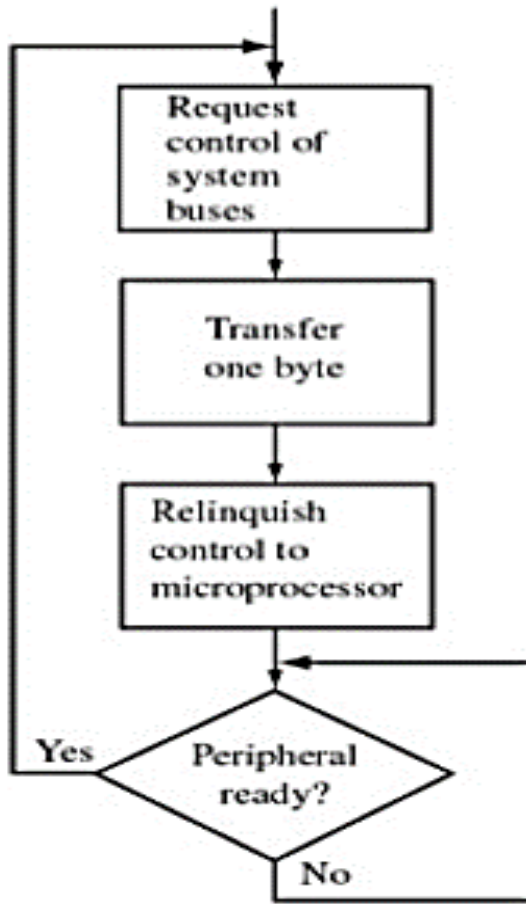 Request
control of
system
buses
Transfer
one byte
Relinquish
control to
microprocessor
Yes
Peripheral
ready?
No